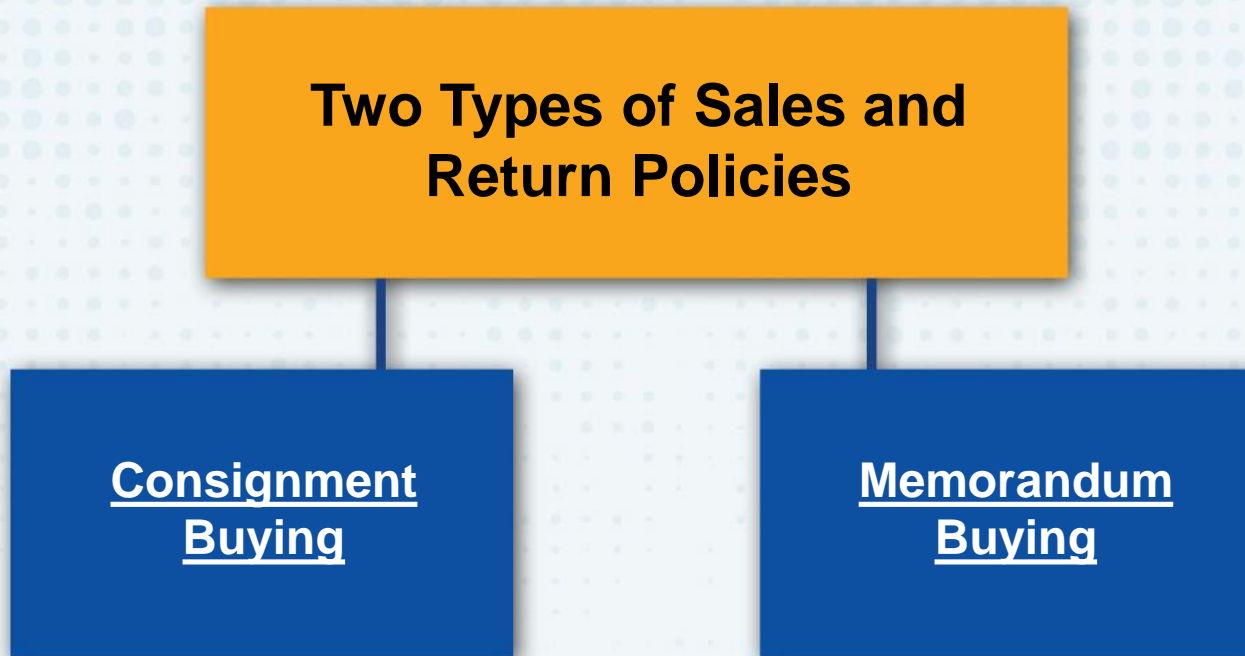 Two Types of Sales and
Return Policies
Consignment
Buying
Memorandum
Buying